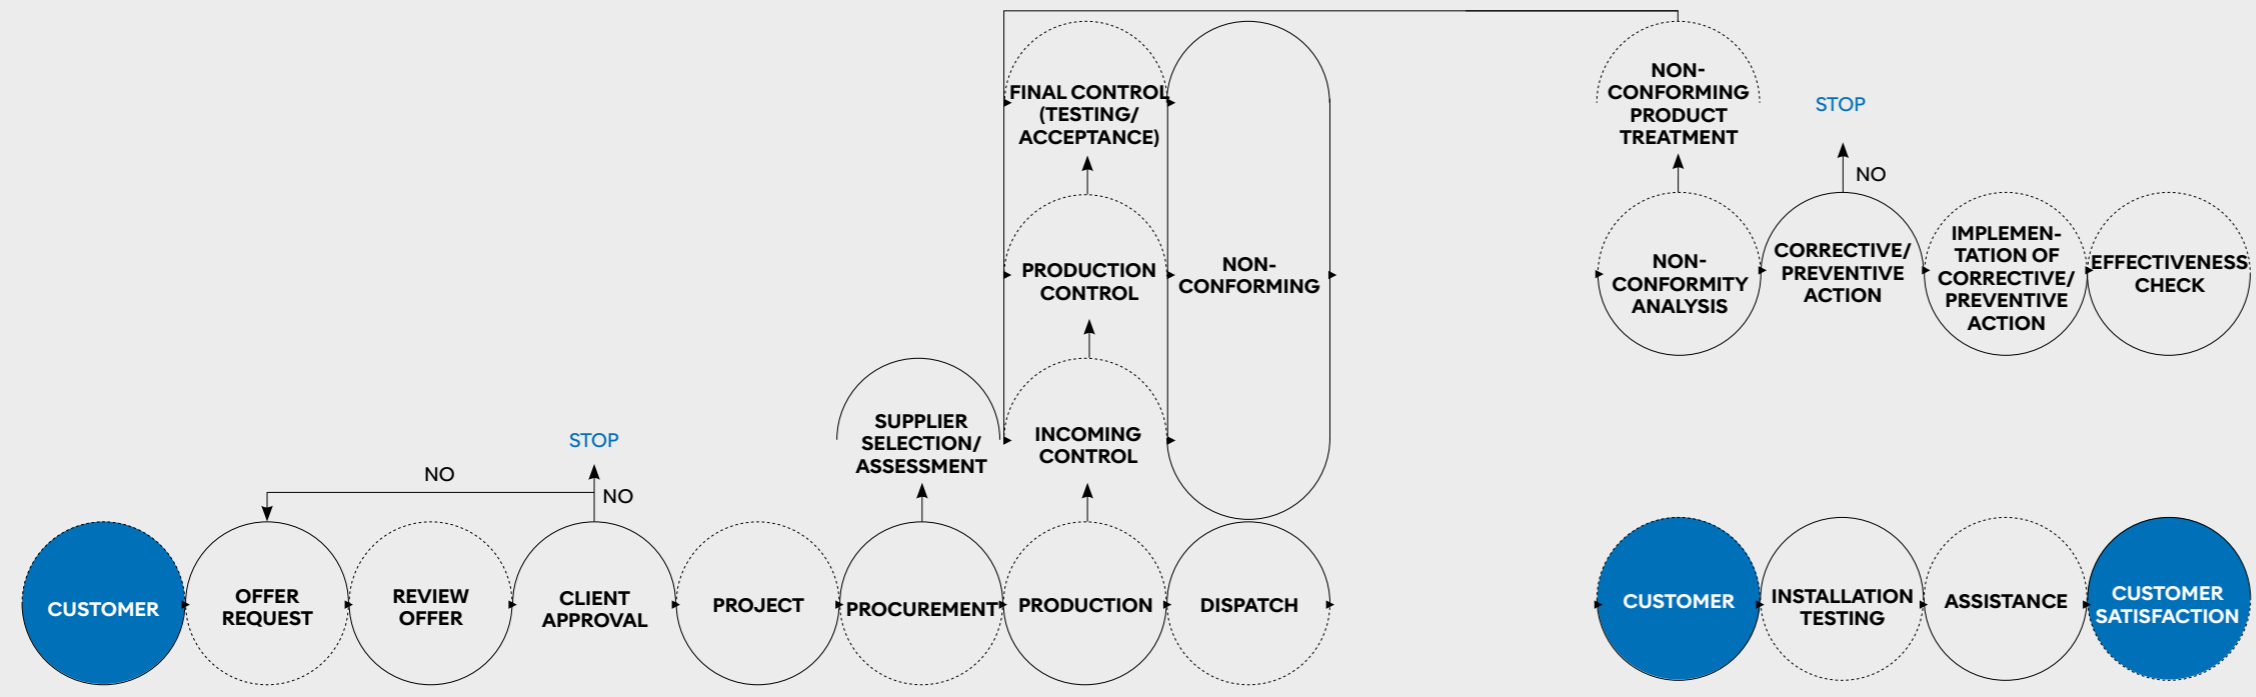 FINAL CONTROL
(TESTING/
ACCEPTANCE)
NON-
CONFORMING
PRODUCT
TREATMENT
STOP
NO
PRODUCTION
CONTROL
NON-
CONFORMING
NON-
CONFORMITY
ANALYSIS
CORRECTIVE/
PREVENTIVE
ACTION
IMPLEMEN-
TATION OF
CORRECTIVE/
PREVENTIVE
ACTION
EFFECTIVENESS
CHECK
SUPPLIER
SELECTION/
ASSESSMENT
INCOMING
CONTROL
STOP
NO
NO
CUSTOMER
OFFER
REQUEST
REVIEW
OFFER
CLIENT
APPROVAL
PROJECT
PROCUREMENT
PRODUCTION
DISPATCH
CUSTOMER
INSTALLATION
TESTING
ASSISTANCE
CUSTOMER
SATISFACTION